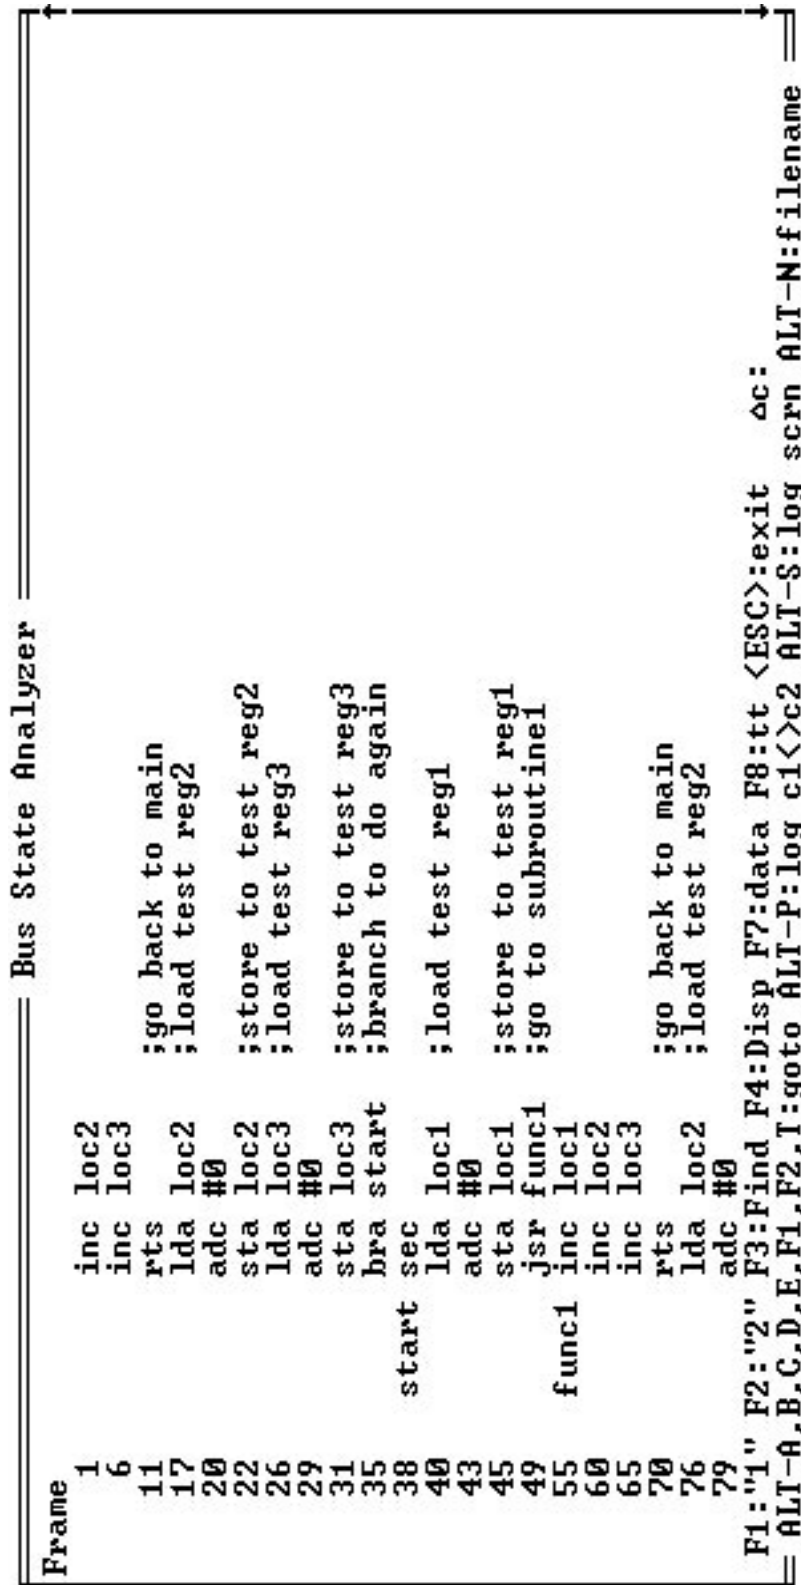 Bus State Analyzer
Frame
1 inc loc2
6 inc loc3
11 rts ;go back to main
17 lda loc2 ;load test reg2
20 adc #0
22 sta loc2 ;store to test reg2
26 lda loc3 ;load test reg3
29 adc #0
31 sta loc3 ;store to test reg3
35 bra start ;branch to do again
38 start sec
40 lda loc1 ;load test reg1
43 adc #0
45 sta loc1 ;store to test reg1
49 jsr func1 ;go to subroutine1
55 func1 inc loc1
60 inc loc2
65 inc loc3
70 rts ;go back to main
76 lda loc2 ;load test reg2
79 adc #0
F1:"1" F2:"2" F3:Find F4:Disp F7:data F8:tt <ESC>:exit Δc:
ALT-A,B,C,D,E,F1,F2,T:goto ALT-P:log c1<>c2 ALT-S:log scrn ALT-N:filename